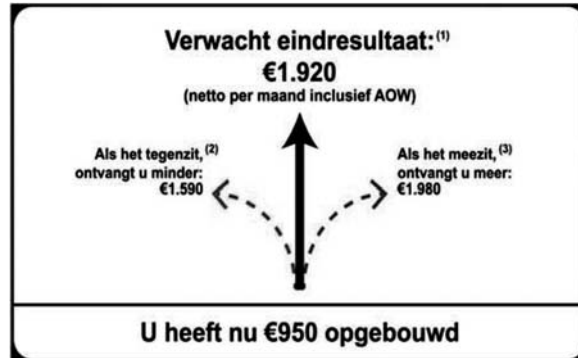 Verwacht eindresultaat:(1)
€1.920
(netto per maand inclusief AOW)
Als het tegenzit,(2)
ontvangt u minder:
€1.590
Als het meezit,(3)
ontvangt u meer:
€1.980
U heeft nu €950 opgebouwd